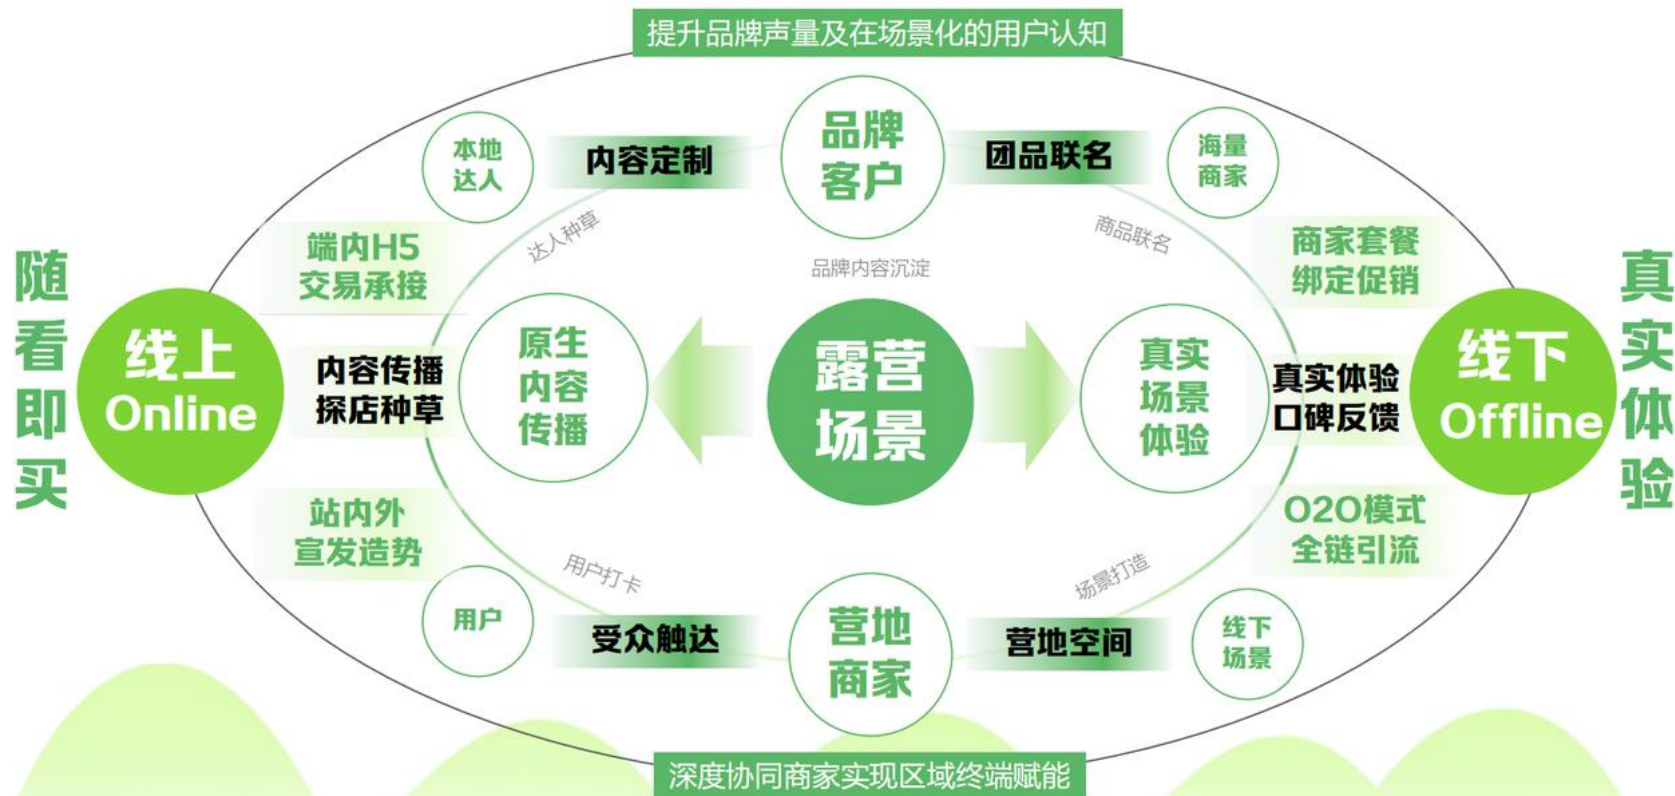 提升品牌声量及在场景化的用户认知
本地
达人
内容定制
品牌
客户
团品联名
海量
商家
达人种草
商品联名
品牌内容沉淀
端内H5
交易承接
商家套餐
绑定促销
随
看
即
买
线上
Online
内容传播
探店种草
原生
内容
传播
露营
场景
真实
场景
体验
真实体验
口碑反馈
线下
Offline
真
实
体
验
站内外
宣发造势
O2O模式
全链引流
用户打卡
场景打造
用户
受众触达
营地
商家
营地空间
线下
场景
深度协同商家实现区域终端赋能